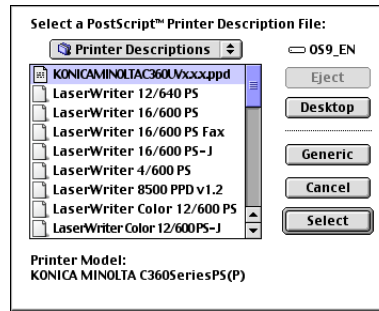 Select a PostScript™ Printer Description File:
Printer Descriptions
OS9_EN
KONICAMINOLTAC360UVx.x.x.ppd
LaserWriter 12/640 PS
LaserWriter 16/600 PS
LaserWriter 16/600 PS Fax
LaserWriter 16/600 PS-J
LaserWriter 4/600 PS
LaserWriter 8500 PPD v1.2
LaserWriter Color 12/600 PS
LaserWriter Color 12/600PS-J
Eject
Desktop
Generic
Cancel
Select
Printer Model:
KONICA MINOLTA C360SeriesPS(P)